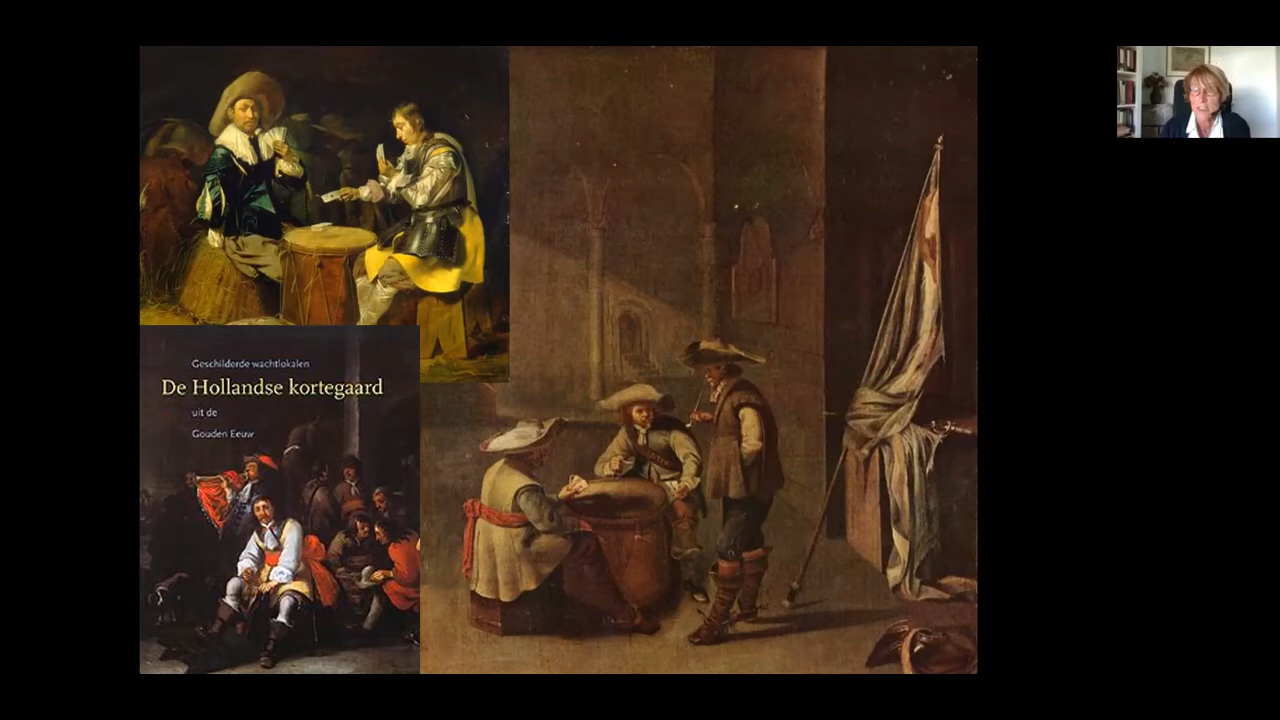 Geschilderde wachtlokalen
De Hollandse kortegaard
uit de
Gouden Eeuw